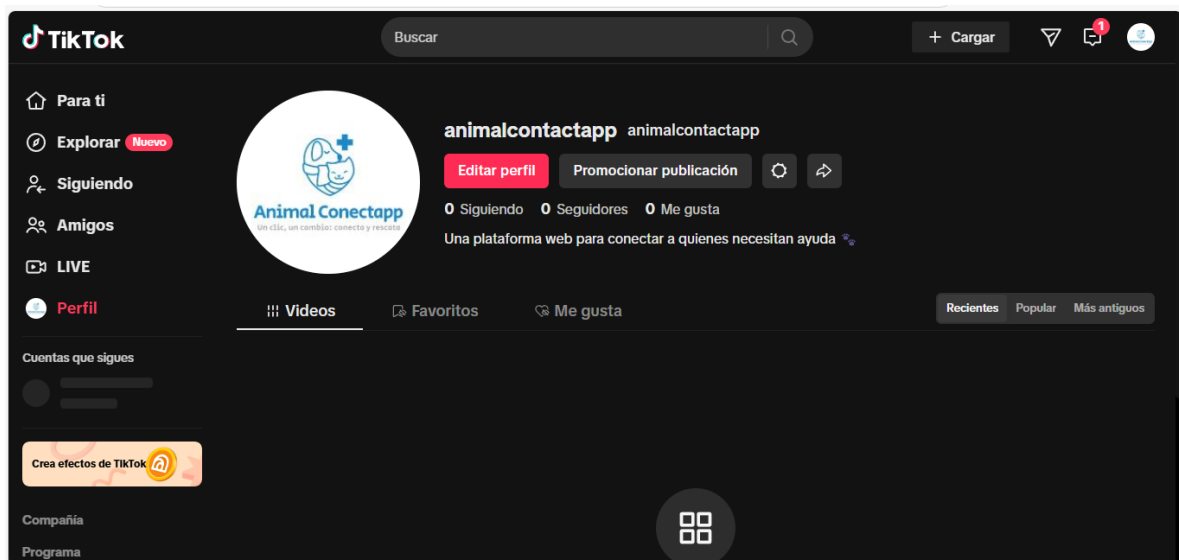 TikTok
Buscar
+ Cargar
1
Para ti
Explorar Nuevo
Siguiendo
Amigos
LIVE
Perfil
Cuentas que sigues
Crea efectos de TikTok
Compañía
Programa
Animal Conectapp
Un clic, un cambio: conecta y rescata
animalcontactapp animalcontactapp
Editar perfil
Promocionar publicación
0 Siguiendo 0 Seguidores 0 Me gusta
Una plataforma web para conectar a quienes necesitan ayuda 🐾
Videos
Favoritos
Me gusta
Recientes
Popular
Más antiguos